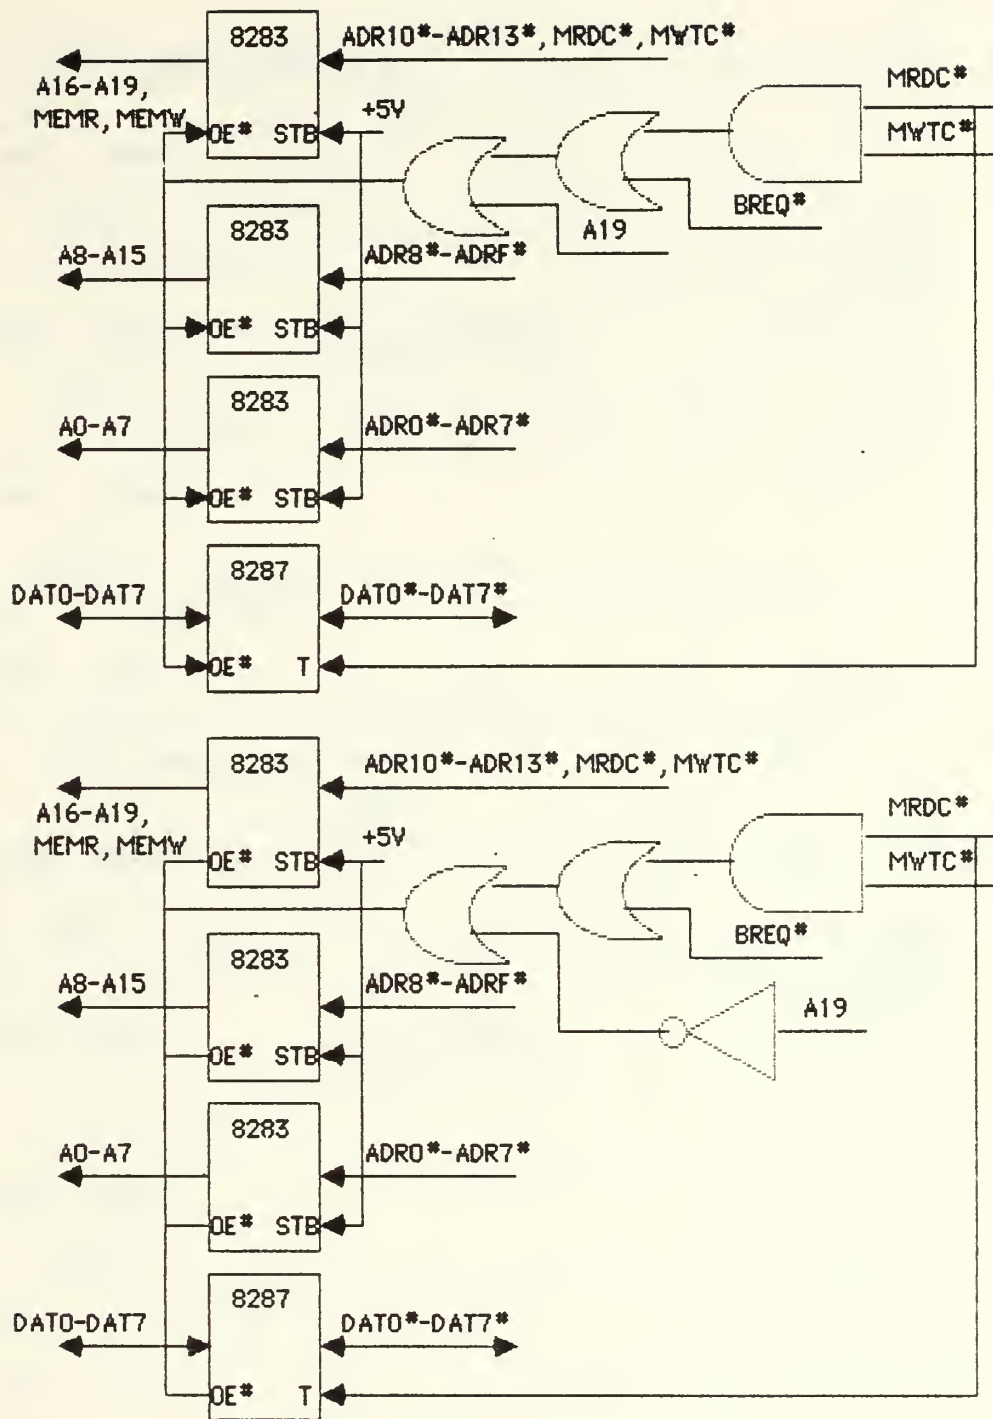 8283
ADR10*-ADR13*, MRDC*, MWTC*
A16-A19,
MEMR, MEMW
+5V
OE* STB
MRDC*
MWTC*
BREQ*
A19
8283
A8-A15
ADR8*-ADRF*
OE* STB
8283
A0-A7
ADR0*-ADR7*
OE* STB
8287
DAT0-DAT7
DAT0*-DAT7*
OE* T
8283
ADR10*-ADR13*, MRDC*, MWTC*
A16-A19,
MEMR, MEMW
+5V
OE* STB
MRDC*
MWTC*
BREQ*
8283
A8-A15
ADR8*-ADRF*
A19
OE* STB
8283
A0-A7
ADR0*-ADR7*
OE* STB
8287
DAT0-DAT7
DAT0*-DAT7*
OE* T